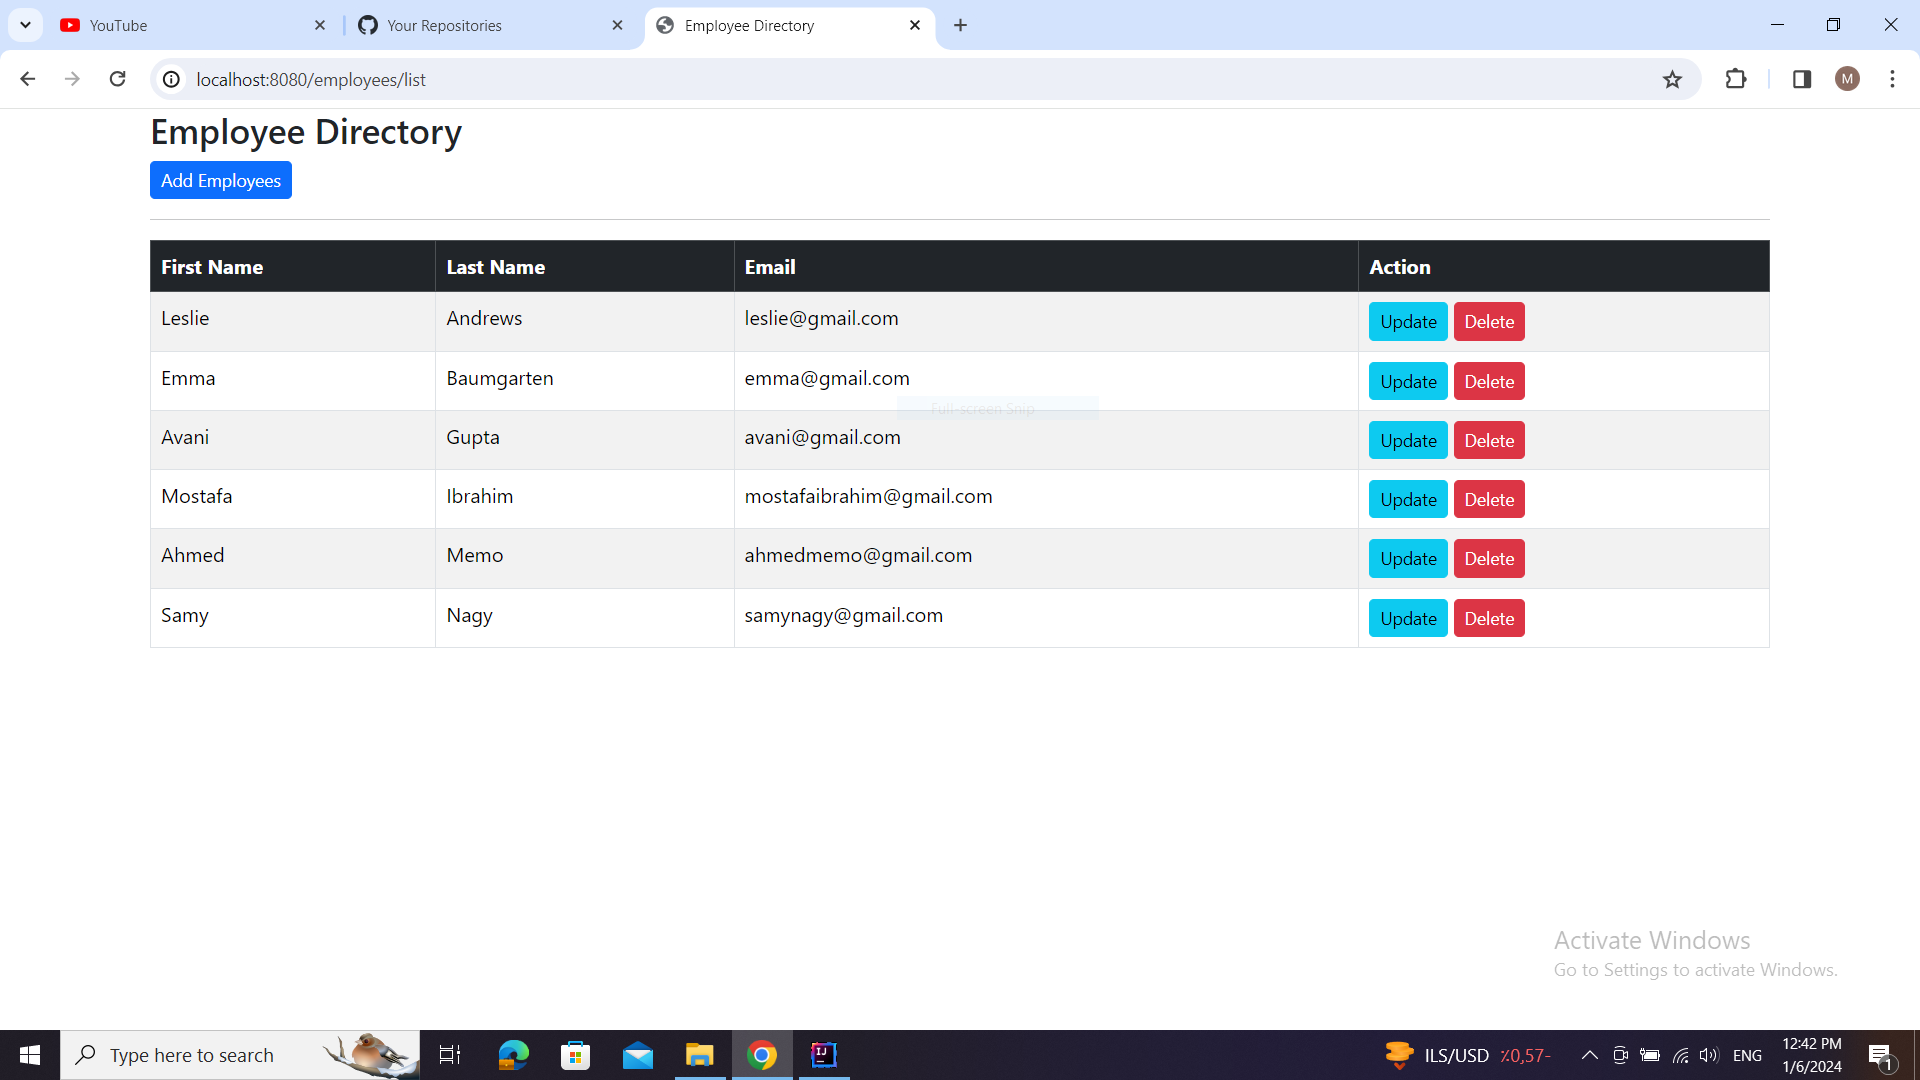 YouTube
Your Repositories
Employee Directory
localhost:8080/employees/list
M
Employee Directory
Add Employees
First Name Last Name Email Action
Leslie Andrews leslie@gmail.com Update Delete
Emma Baumgarten emma@gmail.com Update Delete
Full-screen Snip
Avani Gupta avani@gmail.com Update Delete
Mostafa Ibrahim mostafaibrahim@gmail.com Update Delete
Ahmed Memo ahmedmemo@gmail.com Update Delete
Samy Nagy samynagy@gmail.com Update Delete
Activate Windows
Go to Settings to activate Windows.
Type here to search
IJ
ILS/USD ٪0,57-
ENG
12:42 PM
1/6/2024
1